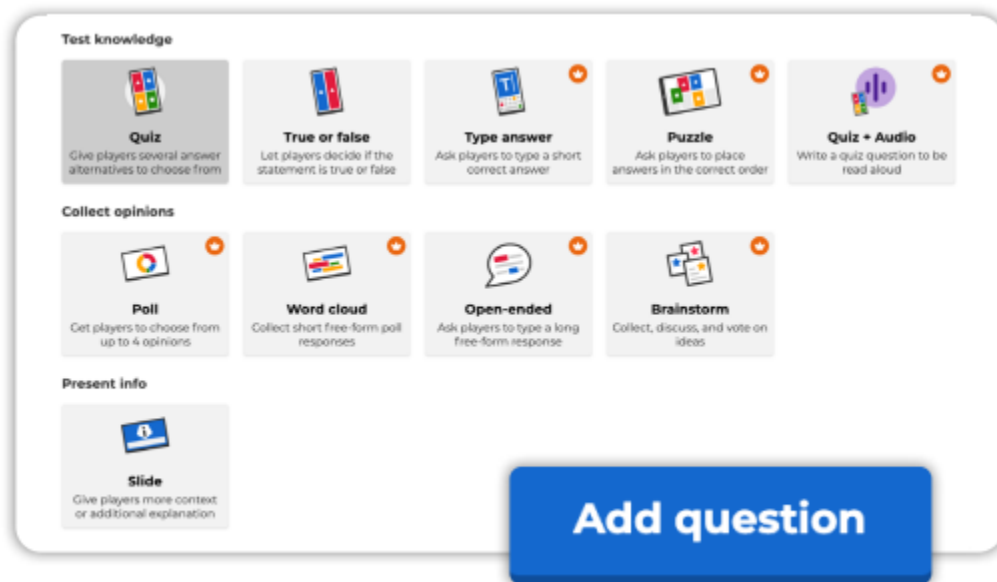 Test knowledge
Quiz
Give players several answer
alternatives to choose from
True or false
Let players decide if the
statement is true or false
Type answer
Ask players to type a short
correct answer
Puzzle
Ask players to place
answers in the correct order
Quiz + Audio
Write a quiz question to be
read aloud
Collect opinions
Poll
Get players to choose from
up to 4 opinions
Word cloud
Collect short free-form poll
responses
Open-ended
Ask players to type a long
free-form response
Brainstorm
Collect, discuss, and vote on
ideas
Present info
Slide
Give players more context
or additional explanation
Add question